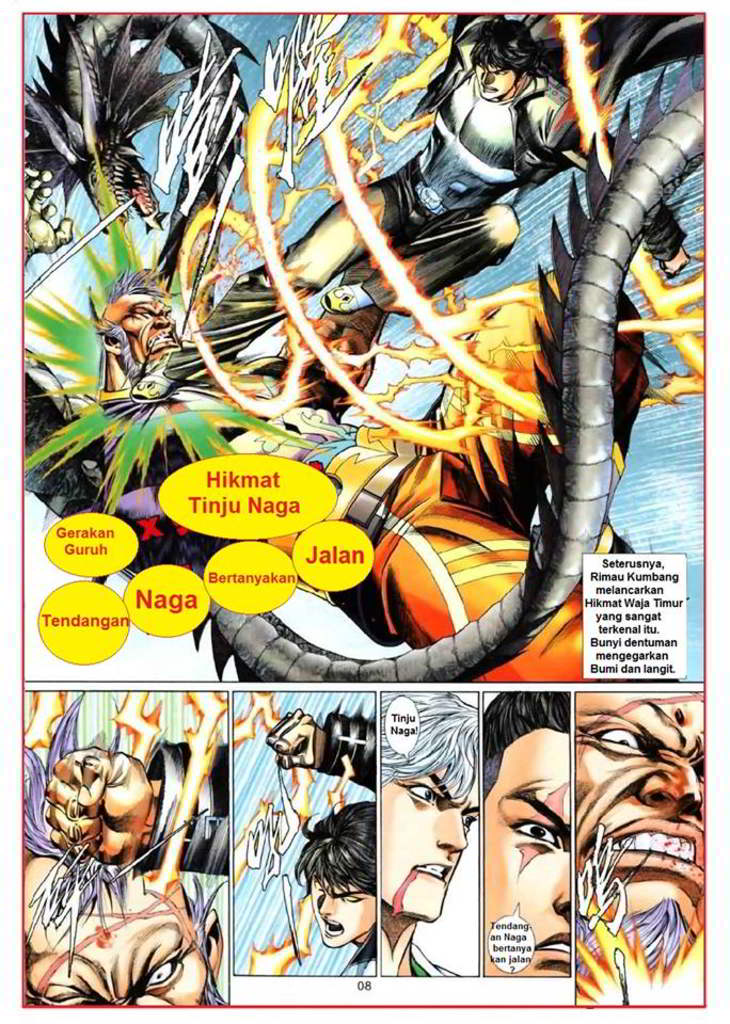 Hikmat
Tinju Naga
Gerakan
Guruh
Jalan
Bertanyakan
Naga
Tendangan
Seterusnya,
Rimau Kumbang
melancarkan
Hikmat Waja Timur
yang sangat
terkenal itu.
Bunyi dentuman
mengegarkan
Bumi dan langit.
Tinju
Naga!
Tendang-
an Naga
bertanya
kan jalan
?
08